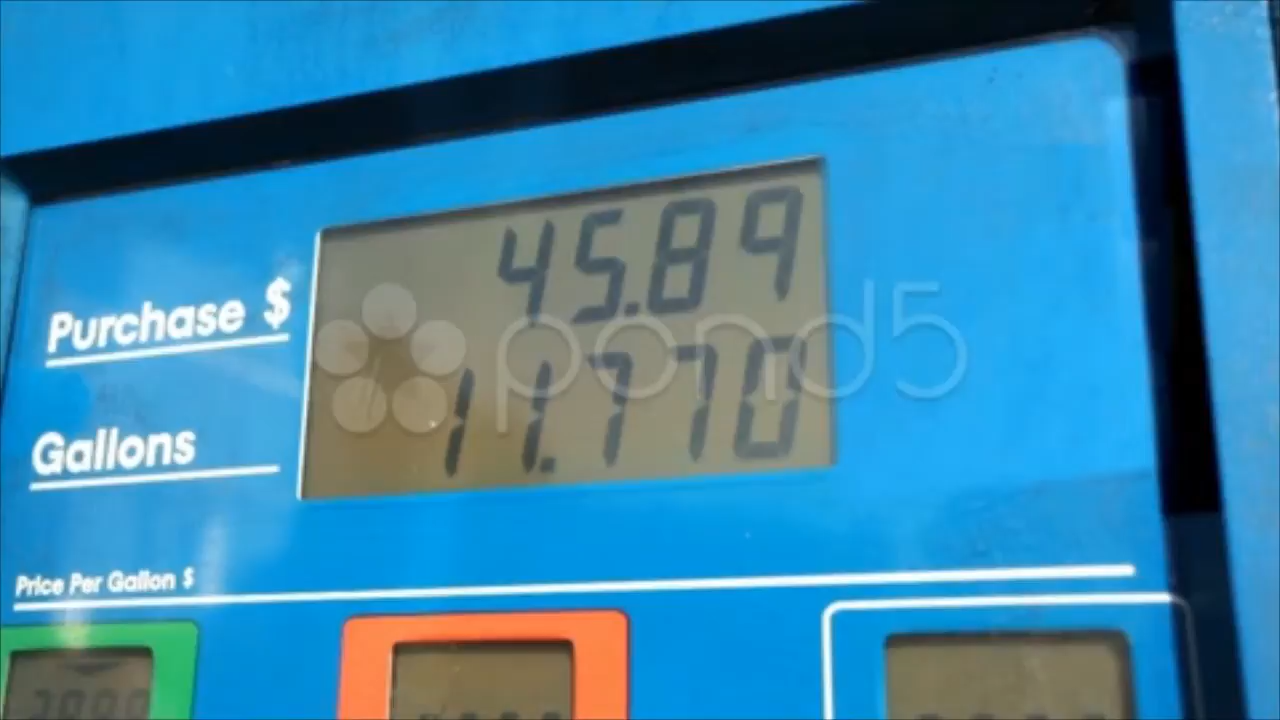 45.89
Purchase $
11.770
Gallons
pond5
Price Per Gallon $